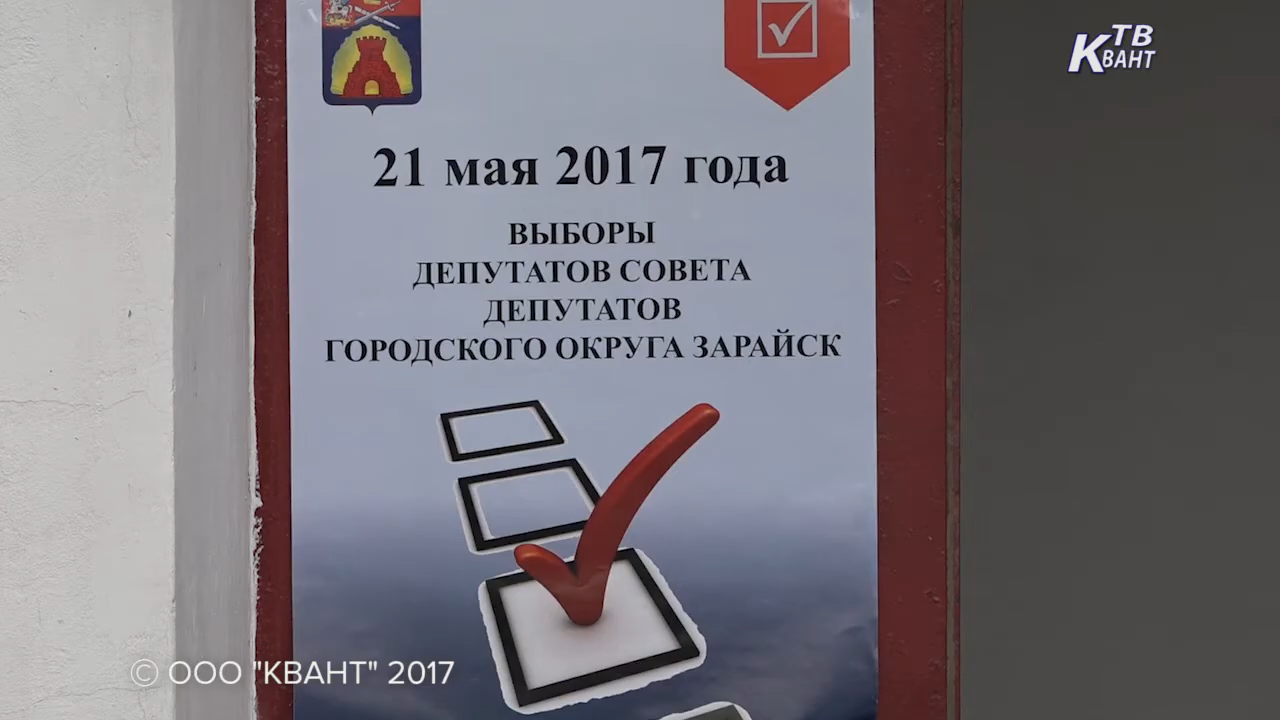 ТВ
КВАНТ
21 мая 2017 года
ВЫБОРЫ
ДЕПУТАТОВ СОВЕТА
ДЕПУТАТОВ
ГОРОДСКОГО ОКРУГА ЗАРАЙСК
© ООО "КВАНТ" 2017